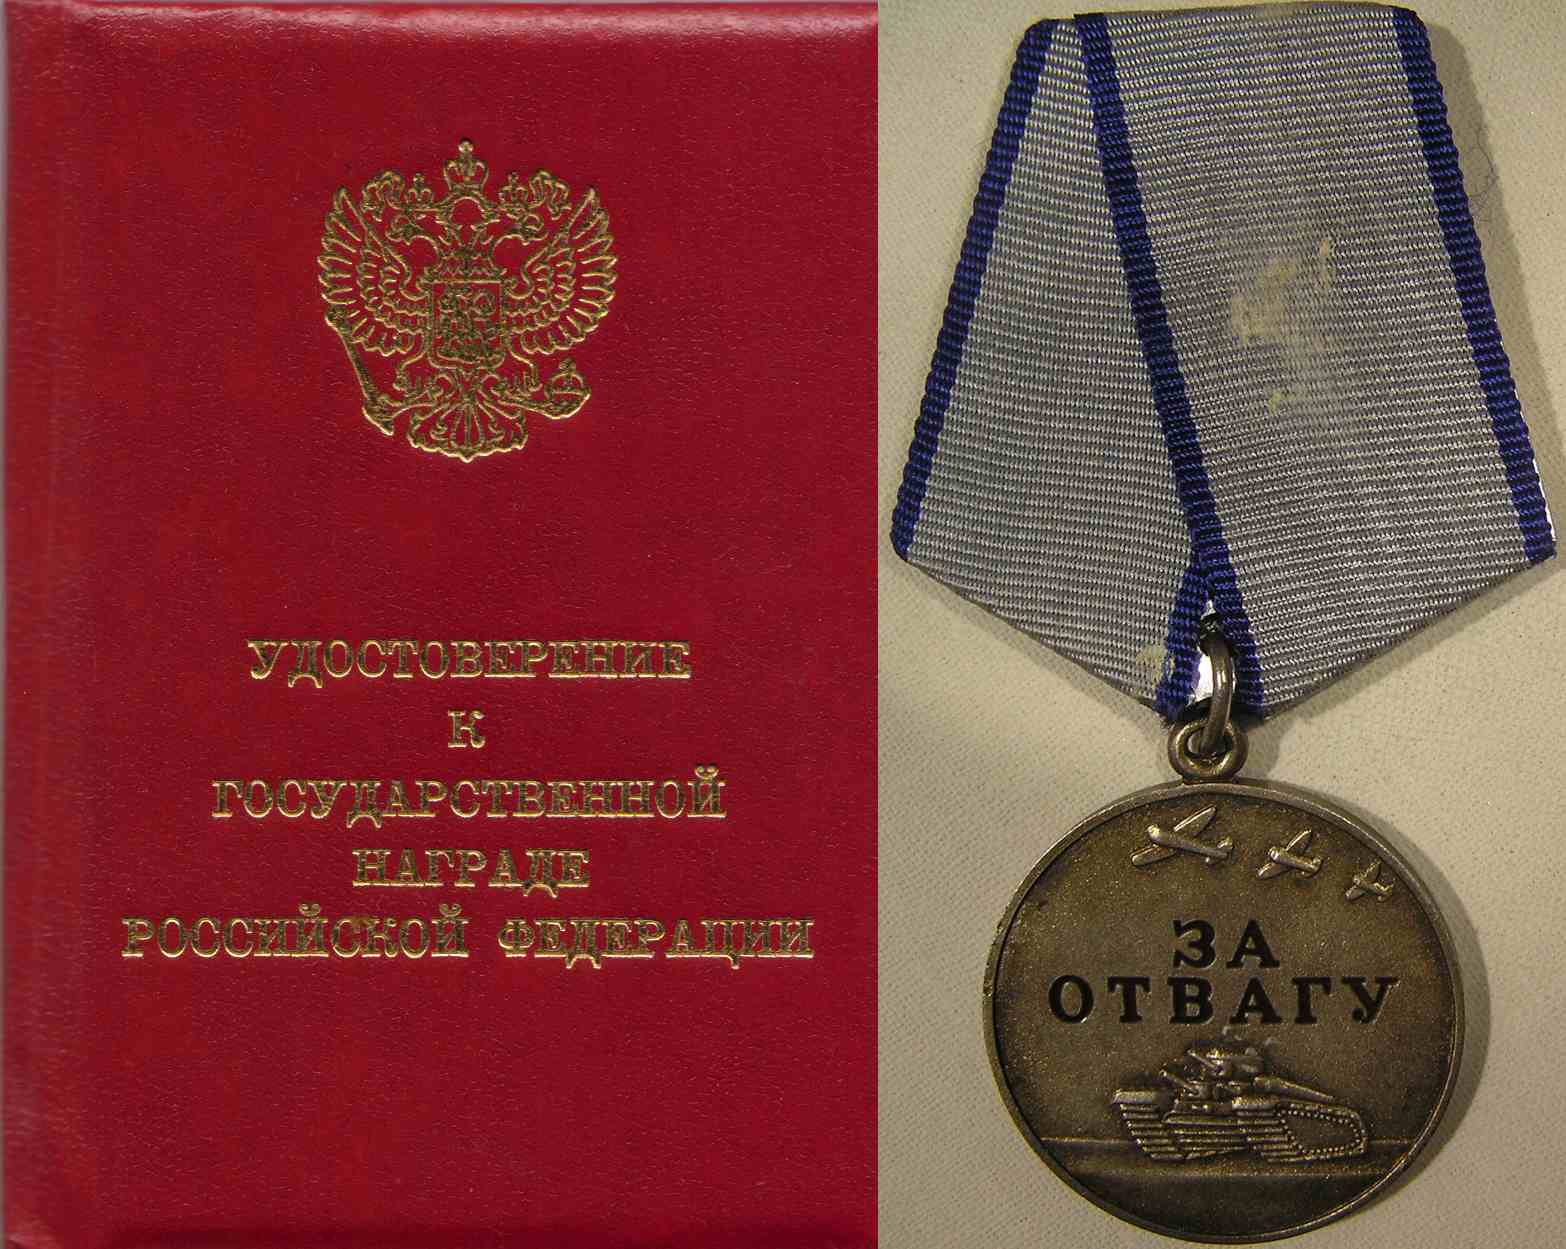 УДОСТОВЕРЕНИЕ
К
ГОСУДАРСТВЕННОЙ
НАГРАДЕ
РОССИЙСКОЙ ФЕДЕРАЦИИ
ЗА
ОТВАГУ